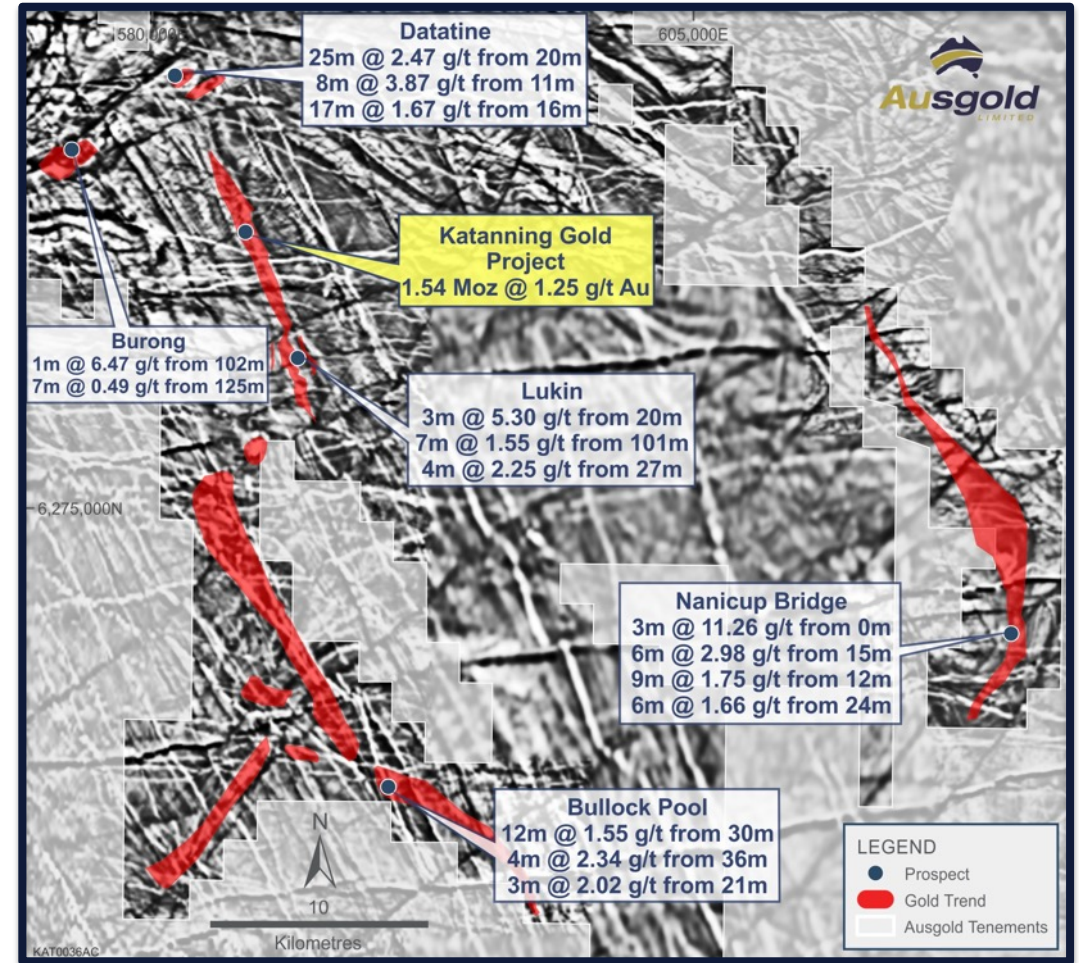 580,000E
605,000E
Ausgold
LIMITED
Datatine
25m @ 2.47 g/t from 20m
8m @ 3.87 g/t from 11m
17m @ 1.67 g/t from 16m
Katanning Gold
Project
1.54 Moz @ 1.25 g/t Au
Burong
1m @ 6.47 g/t from 102m
7m @ 0.49 g/t from 125m
Lukin
3m @ 5.30 g/t from 20m
7m @ 1.55 g/t from 101m
4m @ 2.25 g/t from 27m
6,275,000N
Nanicup Bridge
3m @ 11.26 g/t from 0m
6m @ 2.98 g/t from 15m
9m @ 1.75 g/t from 12m
6m @ 1.66 g/t from 24m
Bullock Pool
12m @ 1.55 g/t from 30m
4m @ 2.34 g/t from 36m
3m @ 2.02 g/t from 21m
N
10
Kilometres
LEGEND
Prospect
Gold Trend
Ausgold Tenements
KAT0036AC